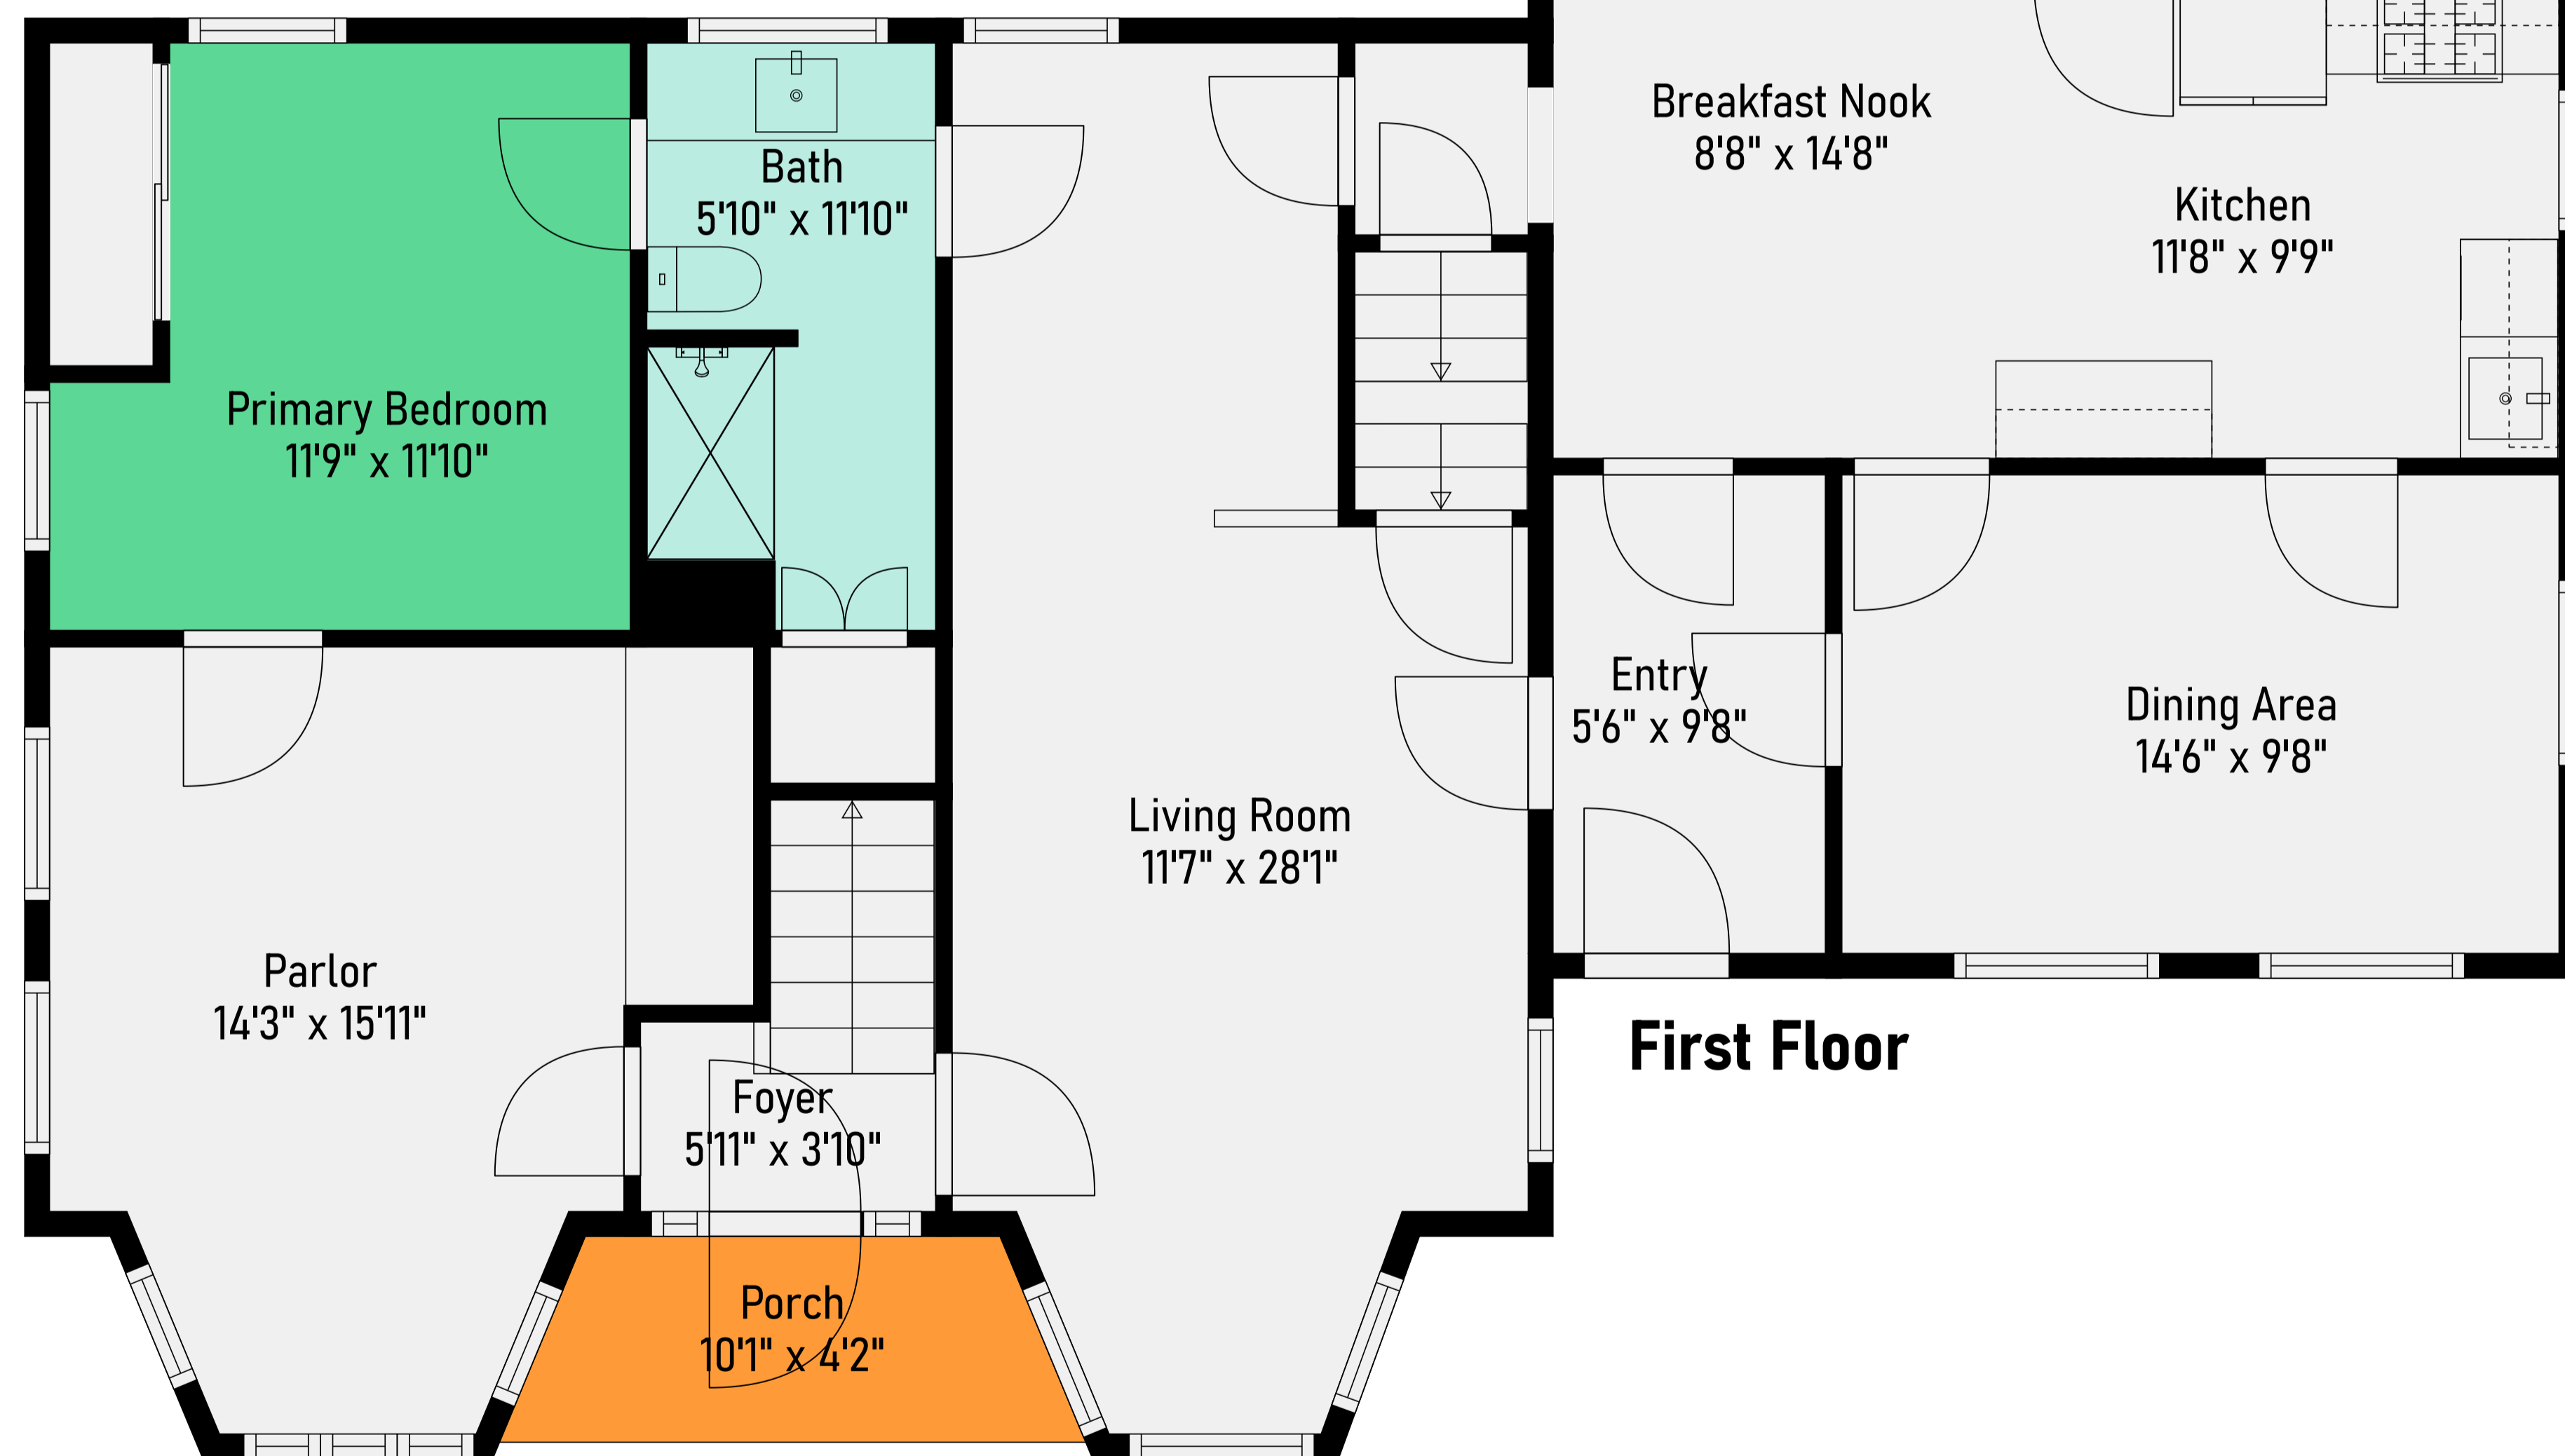 Breakfast Nook
8'8" x 14'8"
Bath
5'10" x 11'10"
Kitchen
11'8" x 9'9"
Primary Bedroom
11'9" x 11'10"
Entry
5'6" x 9'8"
Dining Area
14'6" x 9'8"
Living Room
11'7" x 28'1"
Parlor
14'3" x 15'11"
First Floor
Foyer
5'11" x 3'10"
Porch
10'1" x 4'2"